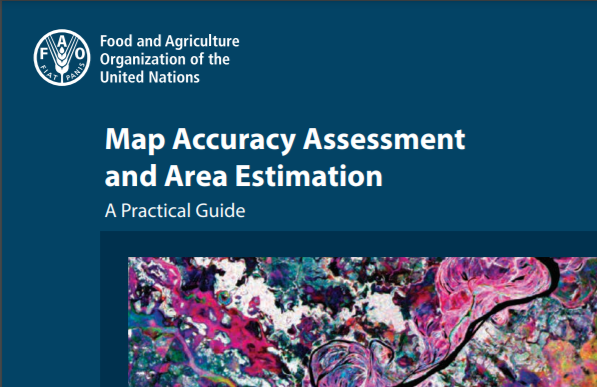 F A O
FIAT PANIS
Food and Agriculture
Organization of the
United Nations
Map Accuracy Assessment
and Area Estimation
A Practical Guide